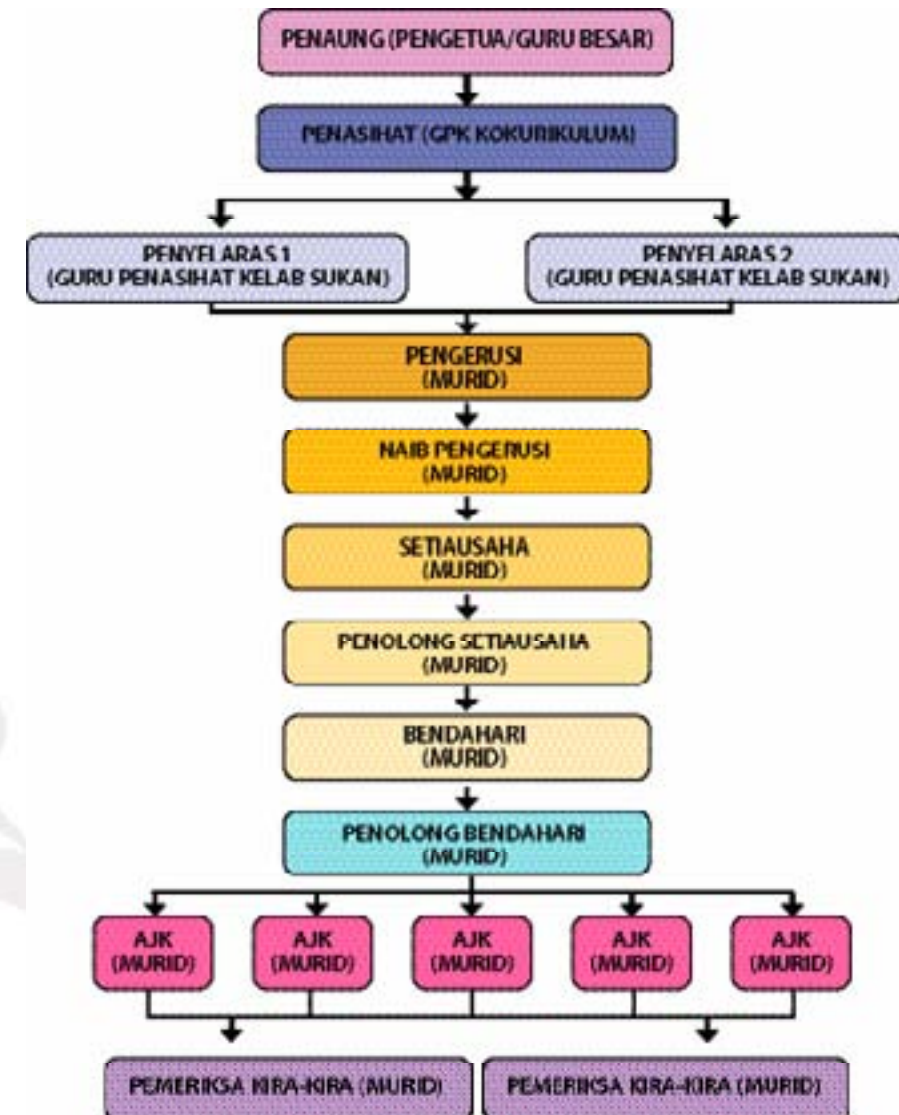 PENAUNG (PENGETUA/GURU BESAR)
PENASIHAT (GPK KOKURIKULUM)
PENYELARAS 1
(GURU PENASIHAT KELAB SUKAN)
PENYELARAS 2
(GURU PENASIHAT KELAB SUKAN)
PENGERUSI
(MURID)
NAIB PENGERUSI
(MURID)
SETIAUSAHA
(MURID)
PENOLONG SETIAUSAHA
(MURID)
BENDAHARI
(MURID)
PENOLONG BENDAHARI
(MURID)
AJK
(MURID)
AJK
(MURID)
AJK
(MURID)
AJK
(MURID)
AJK
(MURID)
PEMERIKSA KIRA-KIRA (MURID)
PEMERIKSA KIRA-KIRA (MURID)